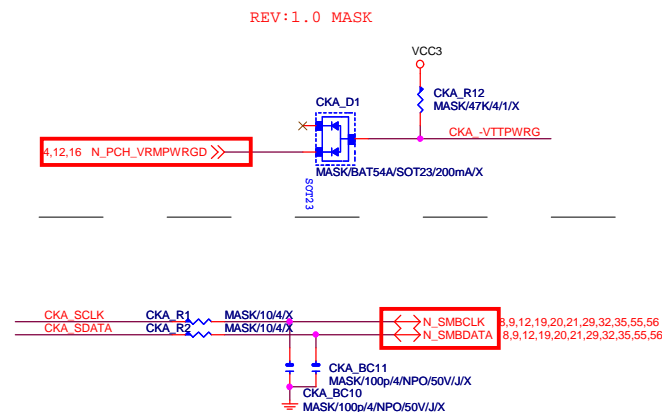 REV:1.0 MASK
VCC3
CKA_R12
MASK/47K/4/1/X
CKA_D1
CKA_-VTTPWRG
4,12,16 N_PCH_VRMPWRGD
MASK/BAT54A/SOT23/200mA/X
SOT23
CKA_SCLK CKA_R1 MASK/10/4/X N_SMBCLK 8,9,12,19,20,21,29,32,35,55,56
CKA_SDATA CKA_R2 MASK/10/4/X N_SMBDATA 8,9,12,19,20,21,29,32,35,55,56
CKA_BC11
MASK/100p/4/NPO/50V/J/X
CKA_BC10
MASK/100p/4/NPO/50V/J/X